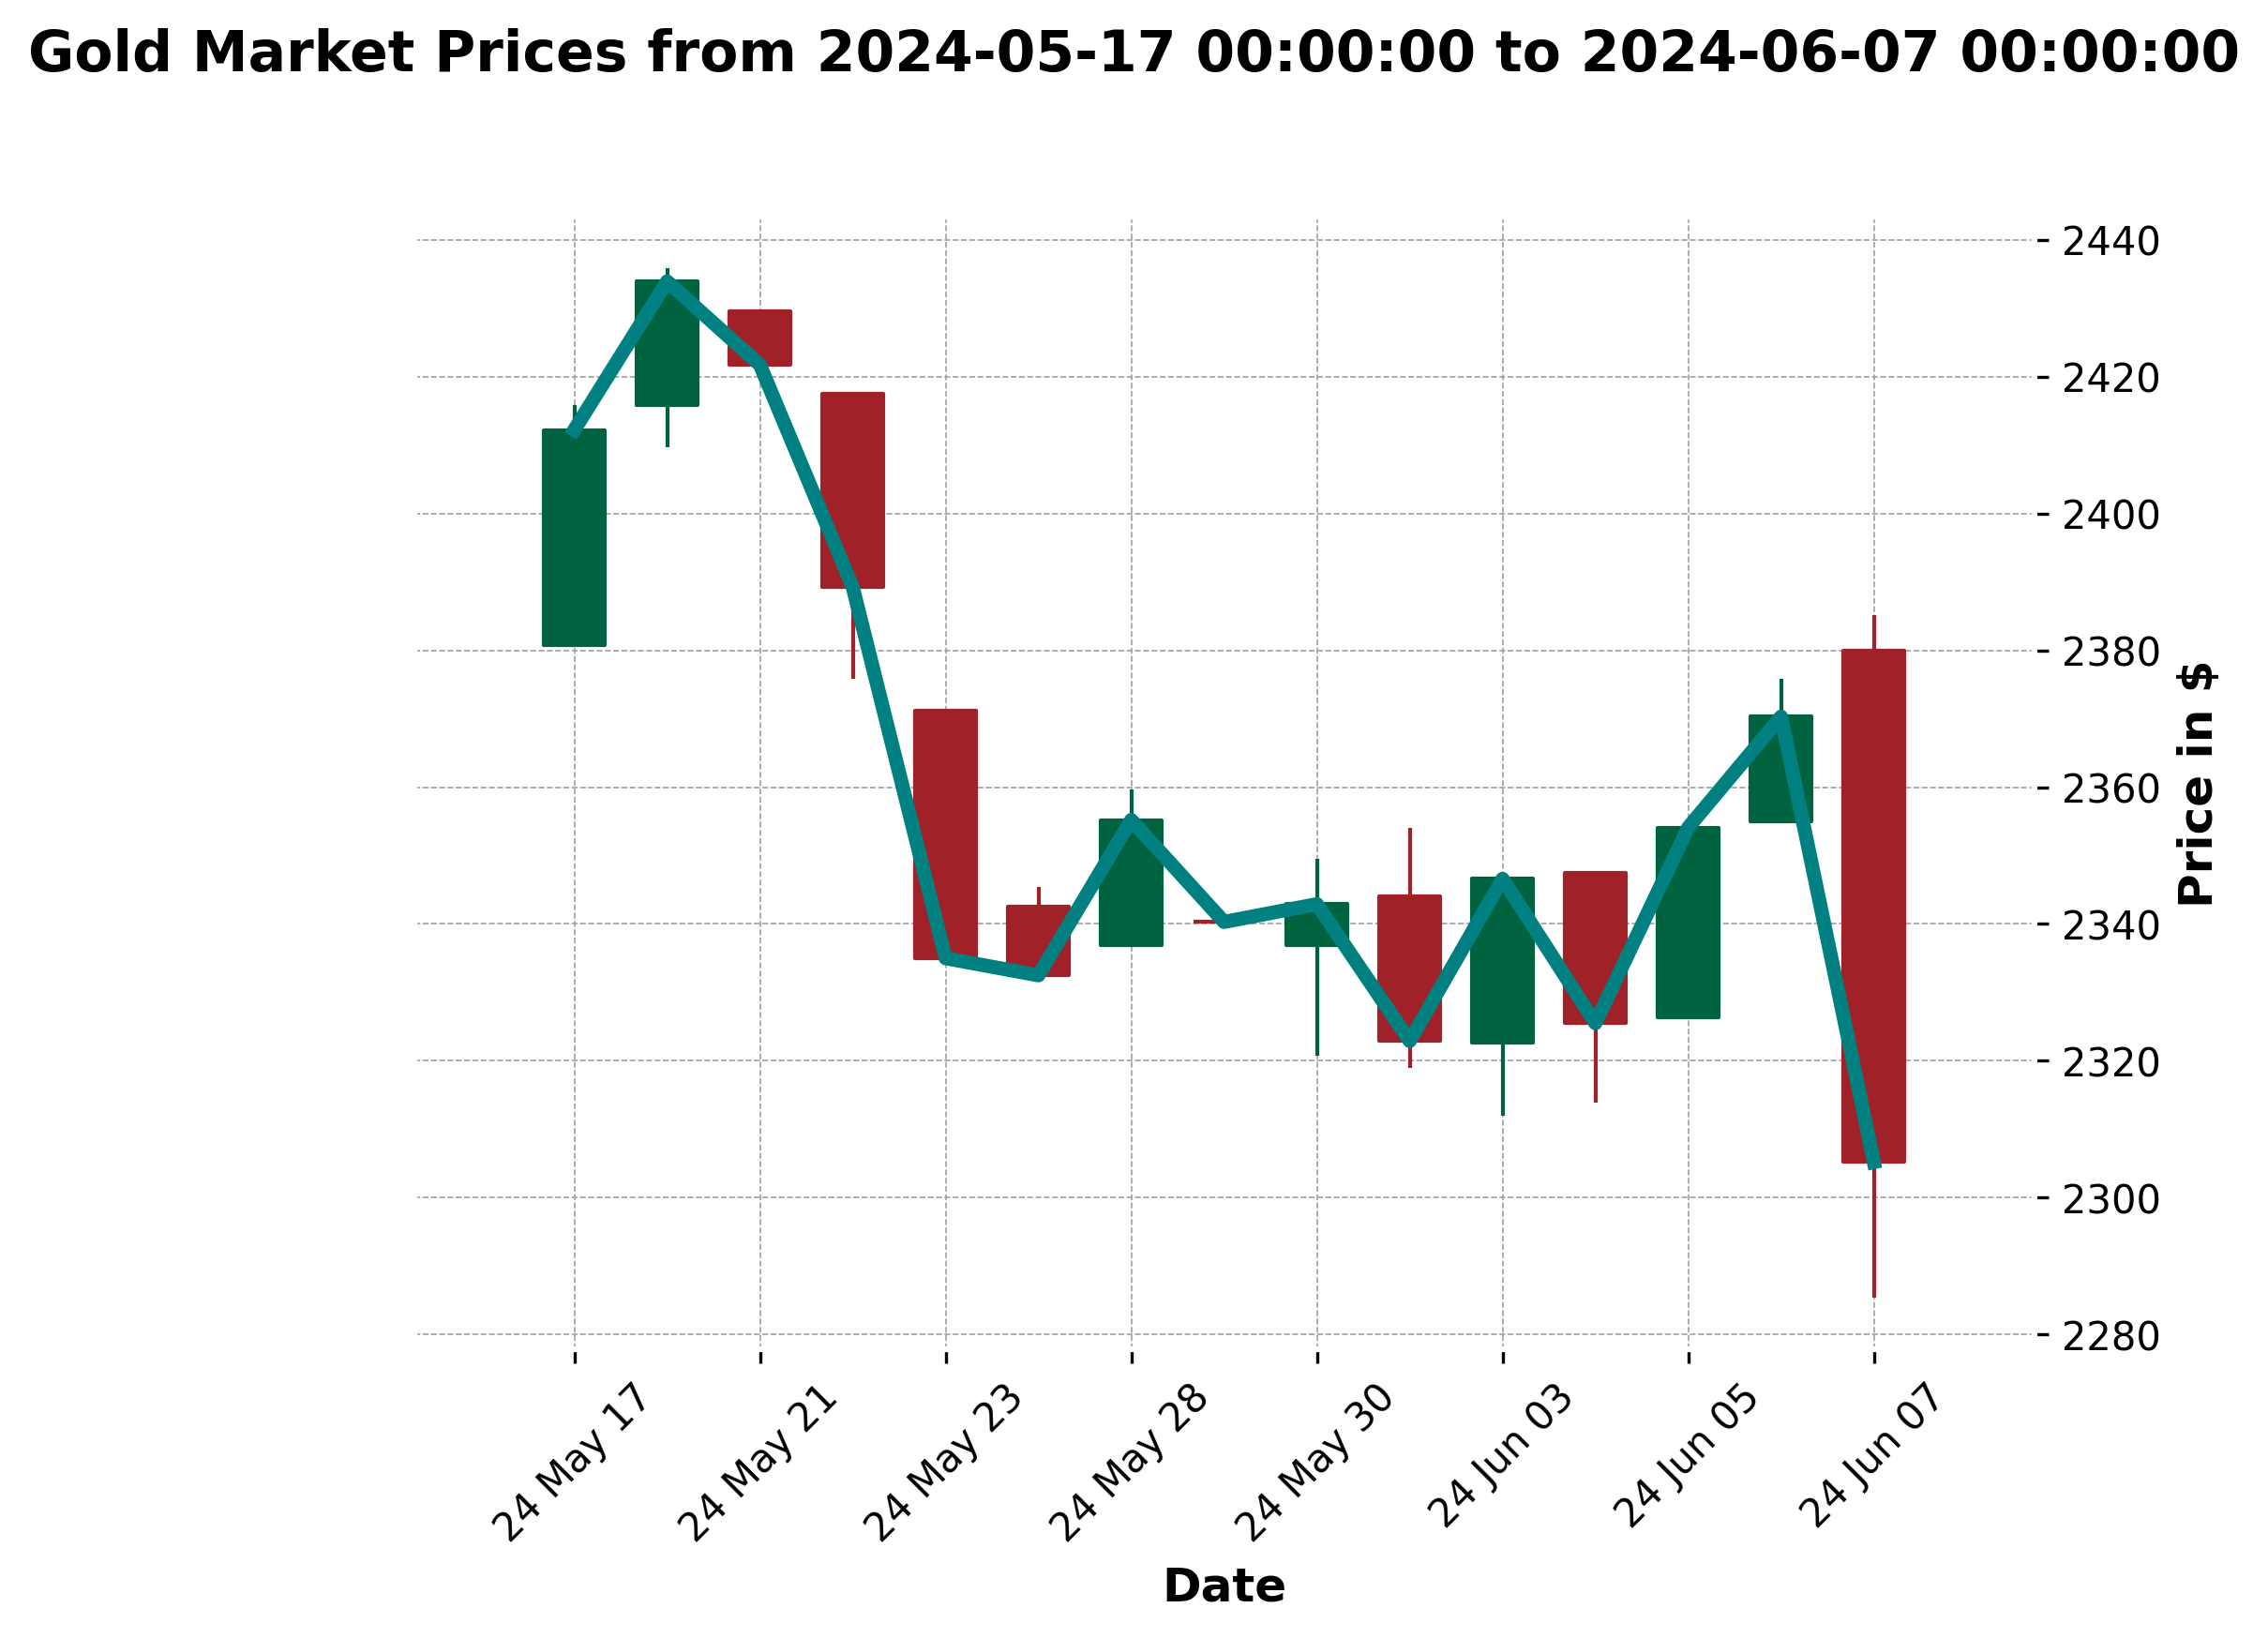 Gold Market Prices from 2024-05-17 00:00:00 to 2024-06-07 00:00:00
2440
2420
2400
2380
2360
2340
2320
2300
2280
Price in $
24 May 17
24 May 21
24 May 23
24 May 28
24 May 30
24 Jun 03
24 Jun 05
24 Jun 07
Date